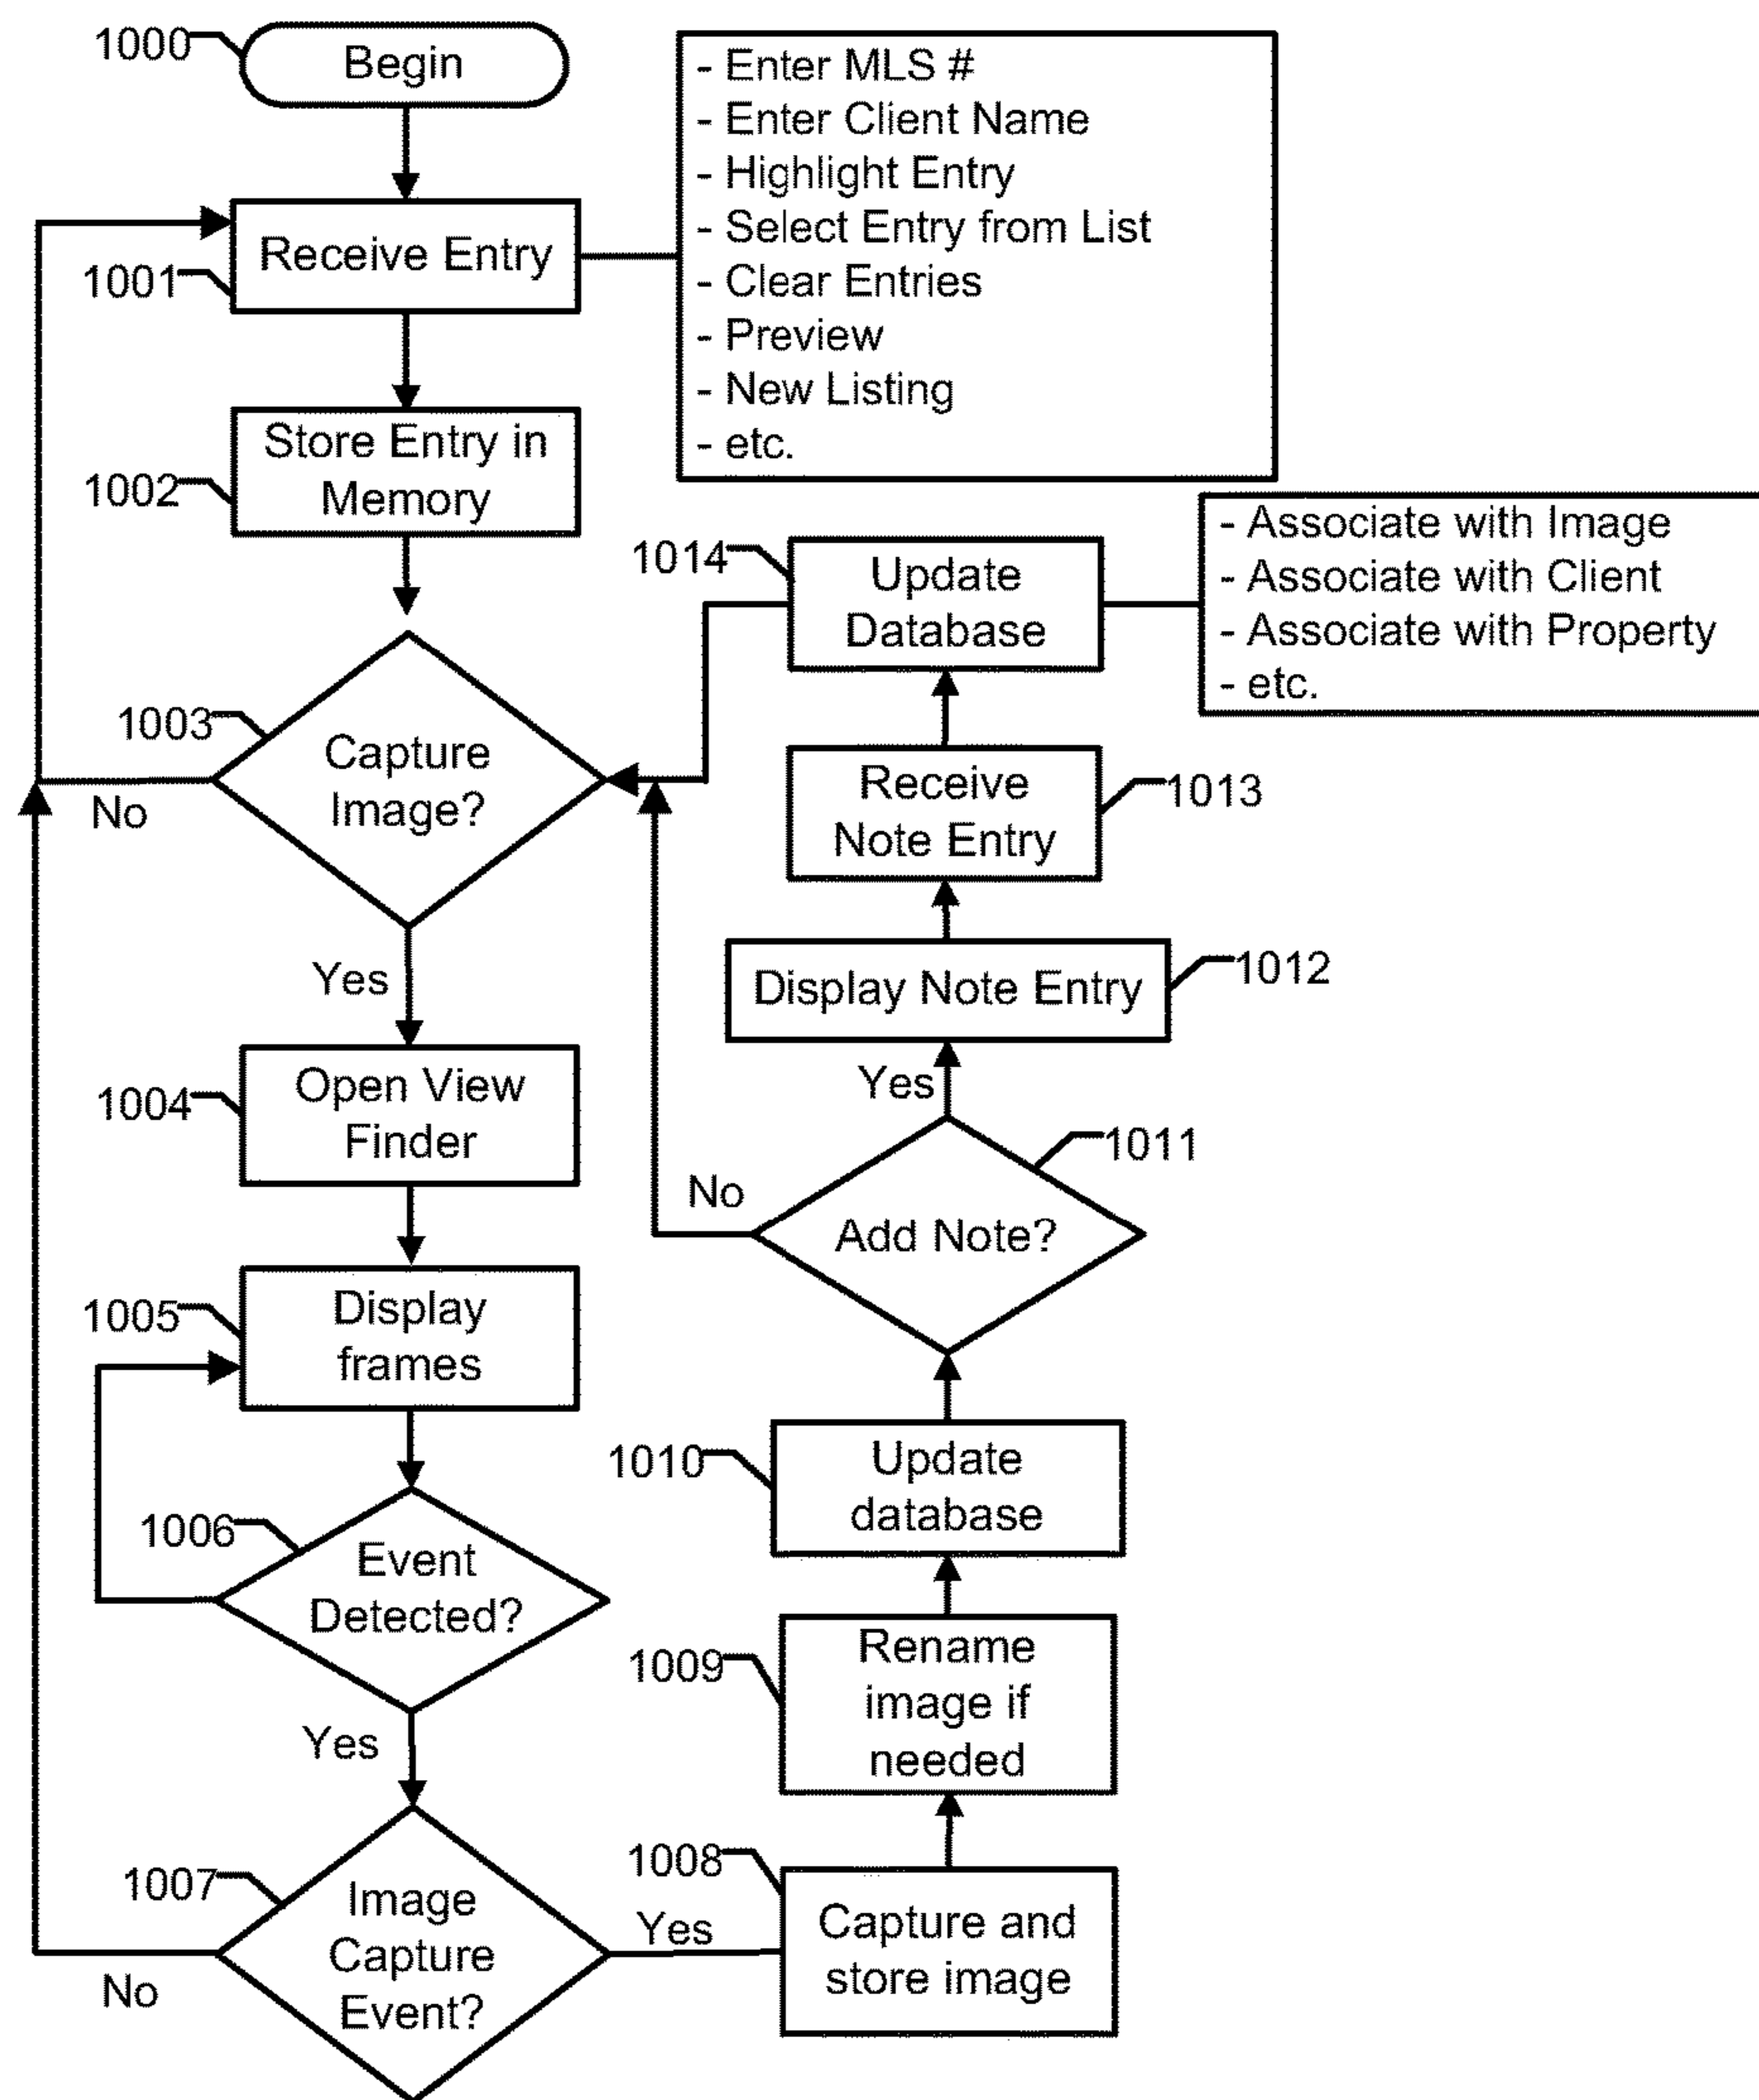 1000
Begin
- Enter MLS #
- Enter Client Name
- Highlight Entry
- Select Entry from List
- Clear Entries
- Preview
- New Listing
- etc.
Receive Entry
1001
Store Entry in
Memory
1002
1014
Update
Database
- Associate with Image
- Associate with Client
- Associate with Property
- etc.
1003
Capture
Image?
No
Yes
Receive
Note Entry
1013
Display Note Entry
1012
Yes
1004
Open View
Finder
1011
No
Add Note?
1005
Display
frames
1010
Update
database
1006
Event
Detected?
Yes
1009
Rename
image if
needed
1007
Image
Capture
Event?
No
Yes
1008
Capture and
store image